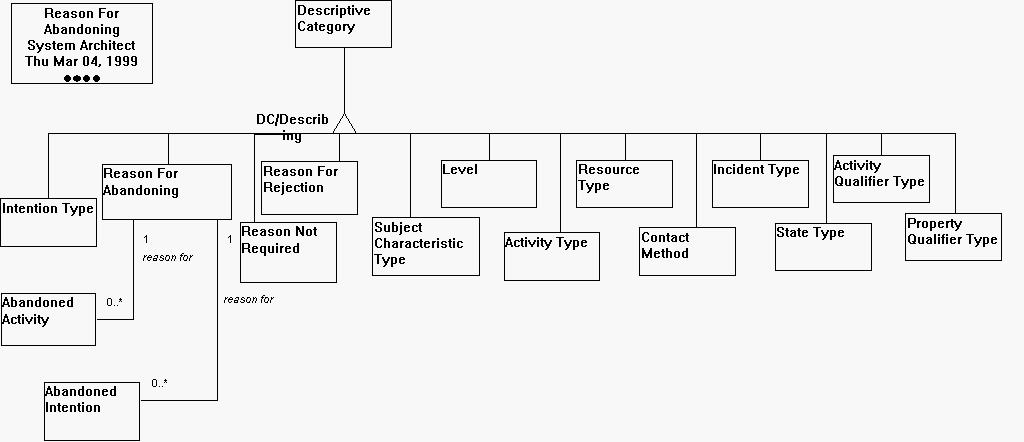 Reason For
Abandoning
System Architect
Thu Mar 04, 1999
Descriptive
Category
DC/Describ
ing
Intention Type
Reason For
Abandoning
Reason Not
Required
Reason For
Rejection
Subject
Characteristic
Type
Level
Activity Type
Resource
Type
Contact
Method
Incident Type
State Type
Activity
Qualifier Type
Property
Qualifier Type
1
reason for
1
reason for
0..*
Abandoned
Activity
0..*
Abandoned
Intention